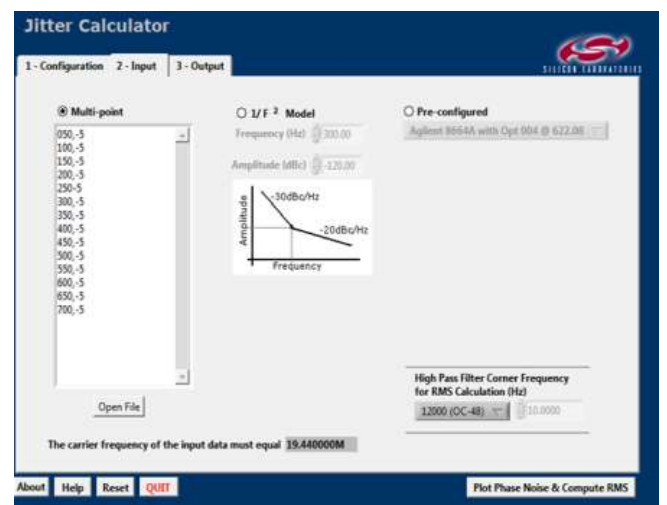 Jitter Calculator
SILICON LABORATORIES
1 - Configuration 2 - Input 3 - Output
Multi-point
050,-5
100,-5
150,-5
200,-5
250-5
300,-5
350,-5
400,-5
450,-5
500,-5
550,-5
600,-5
650,-5
700,-5
Open File
1/F 2 Model
Frequency (Hz) 300.00
Amplitude (dBc) -120.00
-30dBc/Hz
-20dBc/Hz
Amplitude
Frequency
Pre-configured
Agilent 8664A with Opt 004 @ 622.08
High Pass Filter Corner Frequency
for RMS Calculation (Hz)
12000 (OC-48) 10.0000
The carrier frequency of the input data must equal 19.440000M
About Help Reset QUIT Plot Phase Noise & Compute RMS